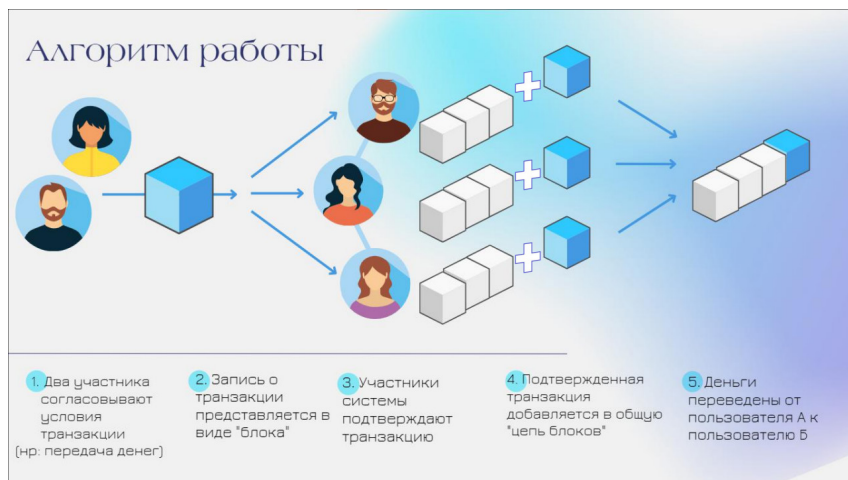 Алгоритм работы
1. Два участника
согласовывают
условия
транзакции
(нр: передача денег)
2. Запись о
транзакции
представляется в
виде "блока"
3. Участники
системы
подтверждают
транзакцию
4. Подтвержденная
транзакция
добавляется в общую
"цепь блоков"
5. Деньги
переведены от
пользователя А к
пользователю Б